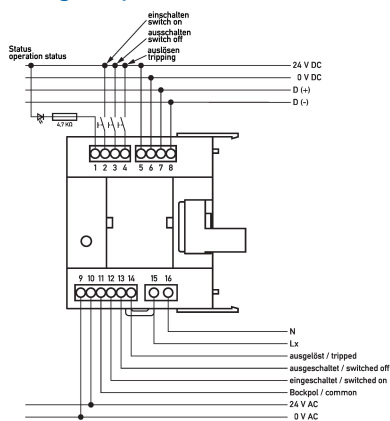 einschalten
switch on
ausschalten
switch off
auslösen
tripping
Status
operation status
24 V DC
0 V DC
D (+)
D (-)
4,7 KΩ
1 2 3 4 5 6 7 8
9 10 11 12 13 14 15 16
N
Lx
ausgelöst / tripped
ausgeschaltet / switched off
eingeschaltet / switched on
Bockpol / common
24 V AC
0 V AC